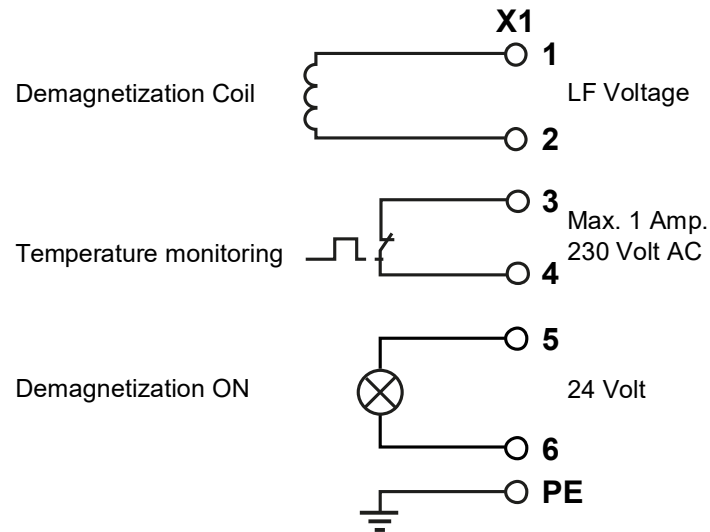 X1
1
Demagnetization Coil
LF Voltage
2
3
Max. 1 Amp.
Temperature monitoring
230 Volt AC
4
5
Demagnetization ON
24 Volt
6
PE